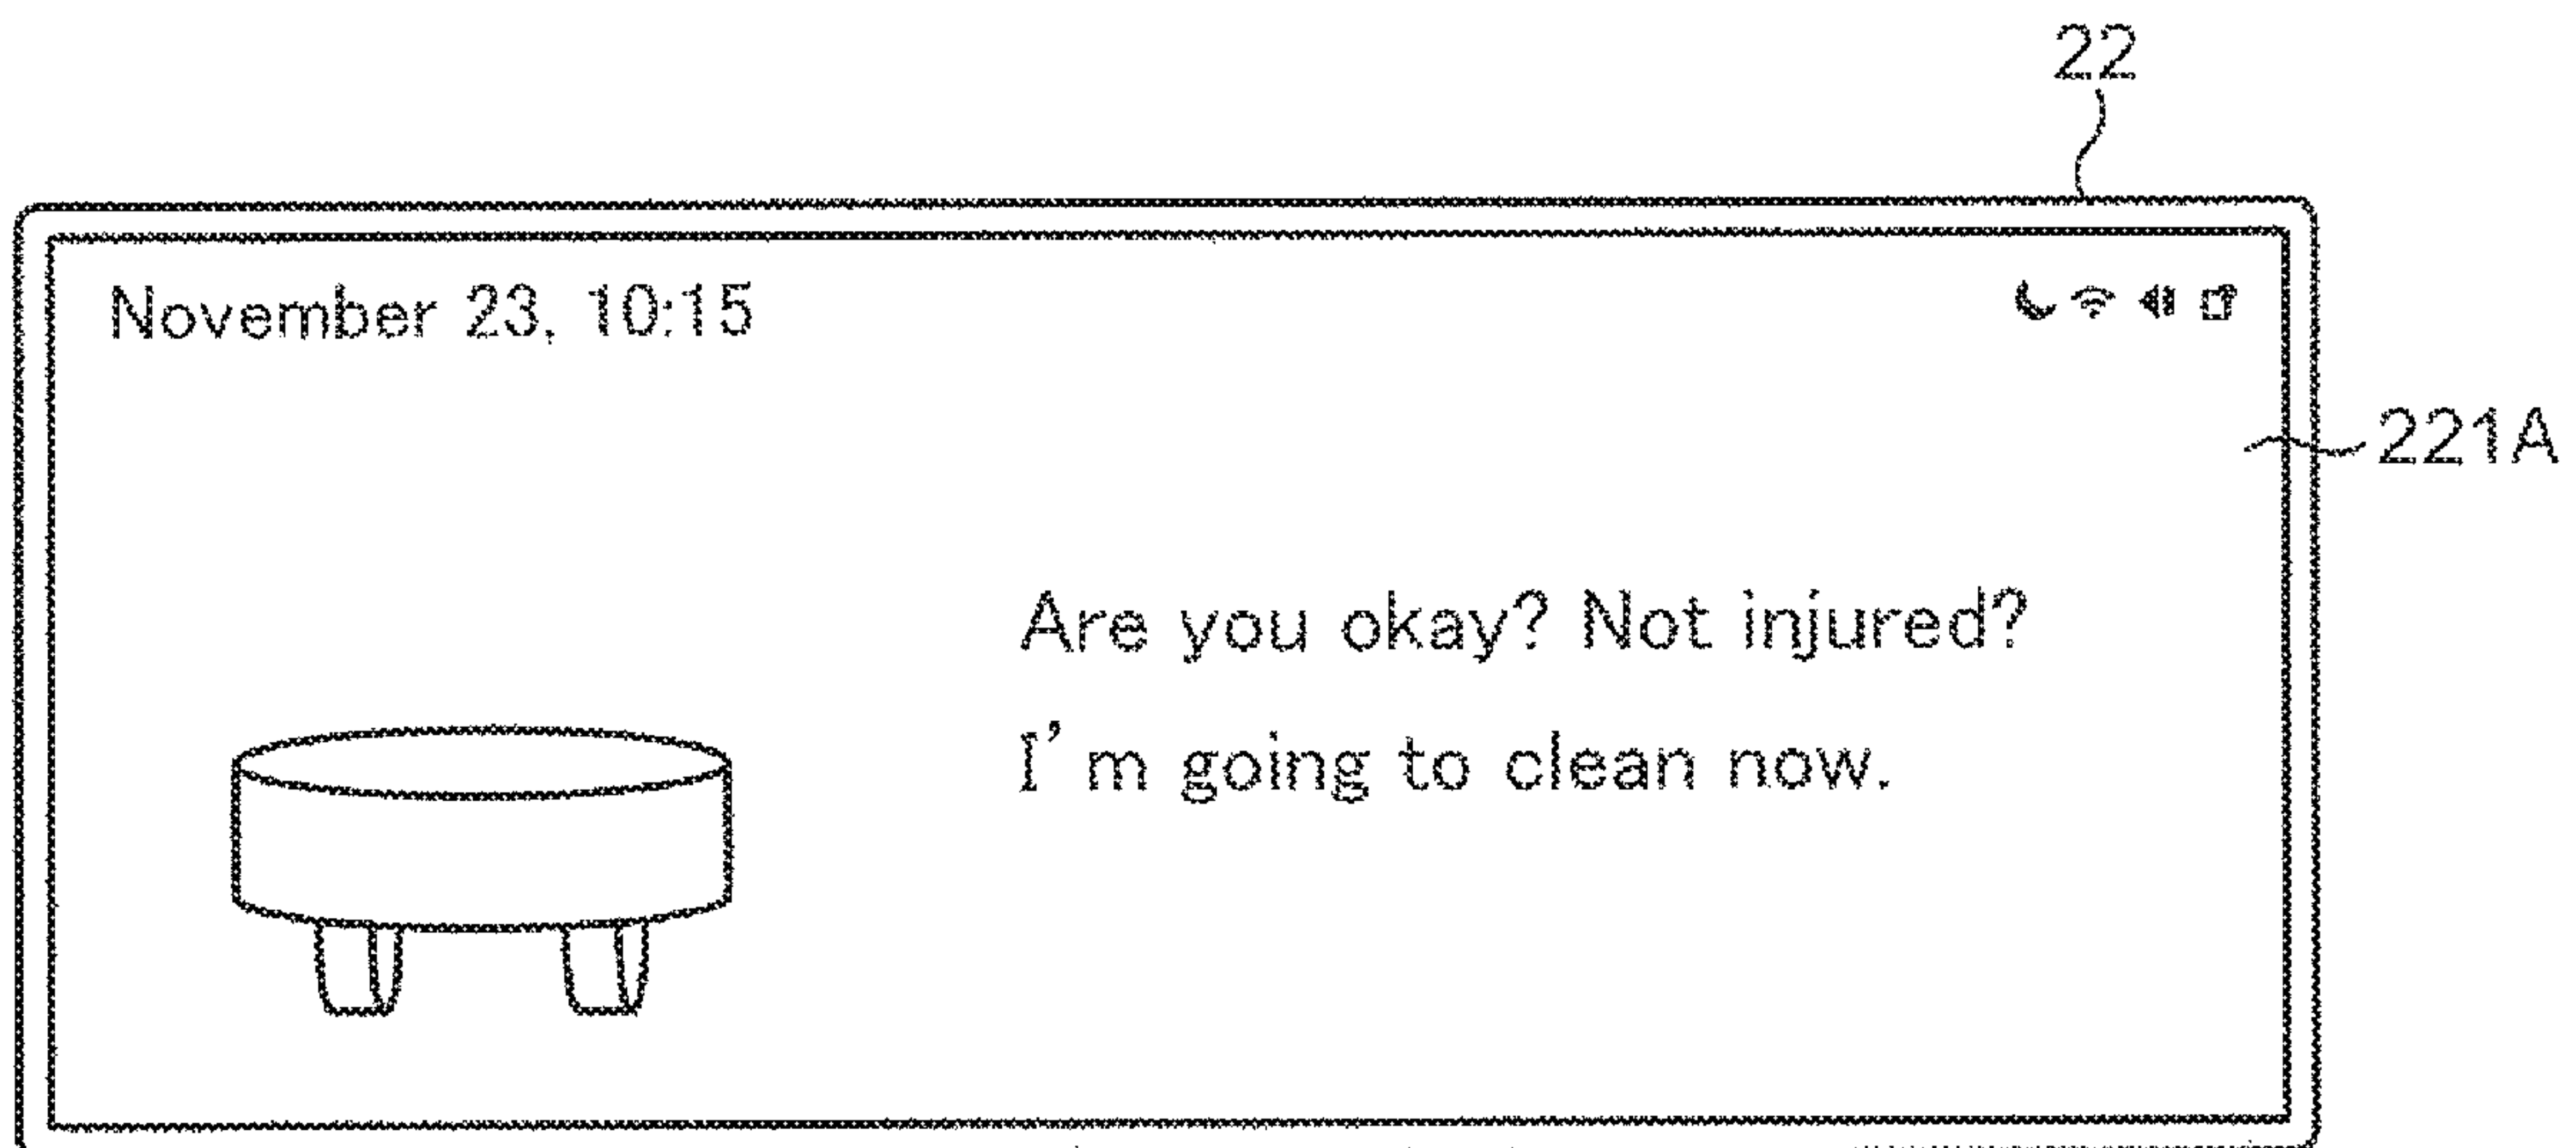 22
November 23, 10:15
221A
Are you okay? Not injured?
I'm going to clean now.